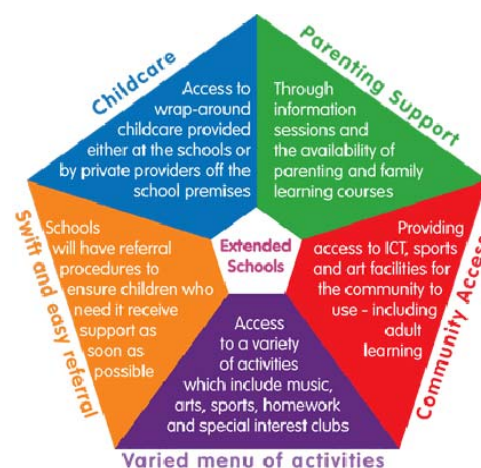 Childcare
Access to
wrap-around
childcare provided
either at the schools or
by private providers off the
school premises
Parenting Support
Through
information
sessions and
the availability of
parenting and family
learning courses
Swift and easy referral
Schools
will have referral
procedures to
ensure children who
need it receive
support as
soon as
possible
Extended
Schools
Providing
access to ICT, sports
and art facilities for
the community to
use - including
adult
learning
Community Access
Access
to a variety
of activities
which include music,
arts, sports, homework
and special interest clubs
Varied menu of activities